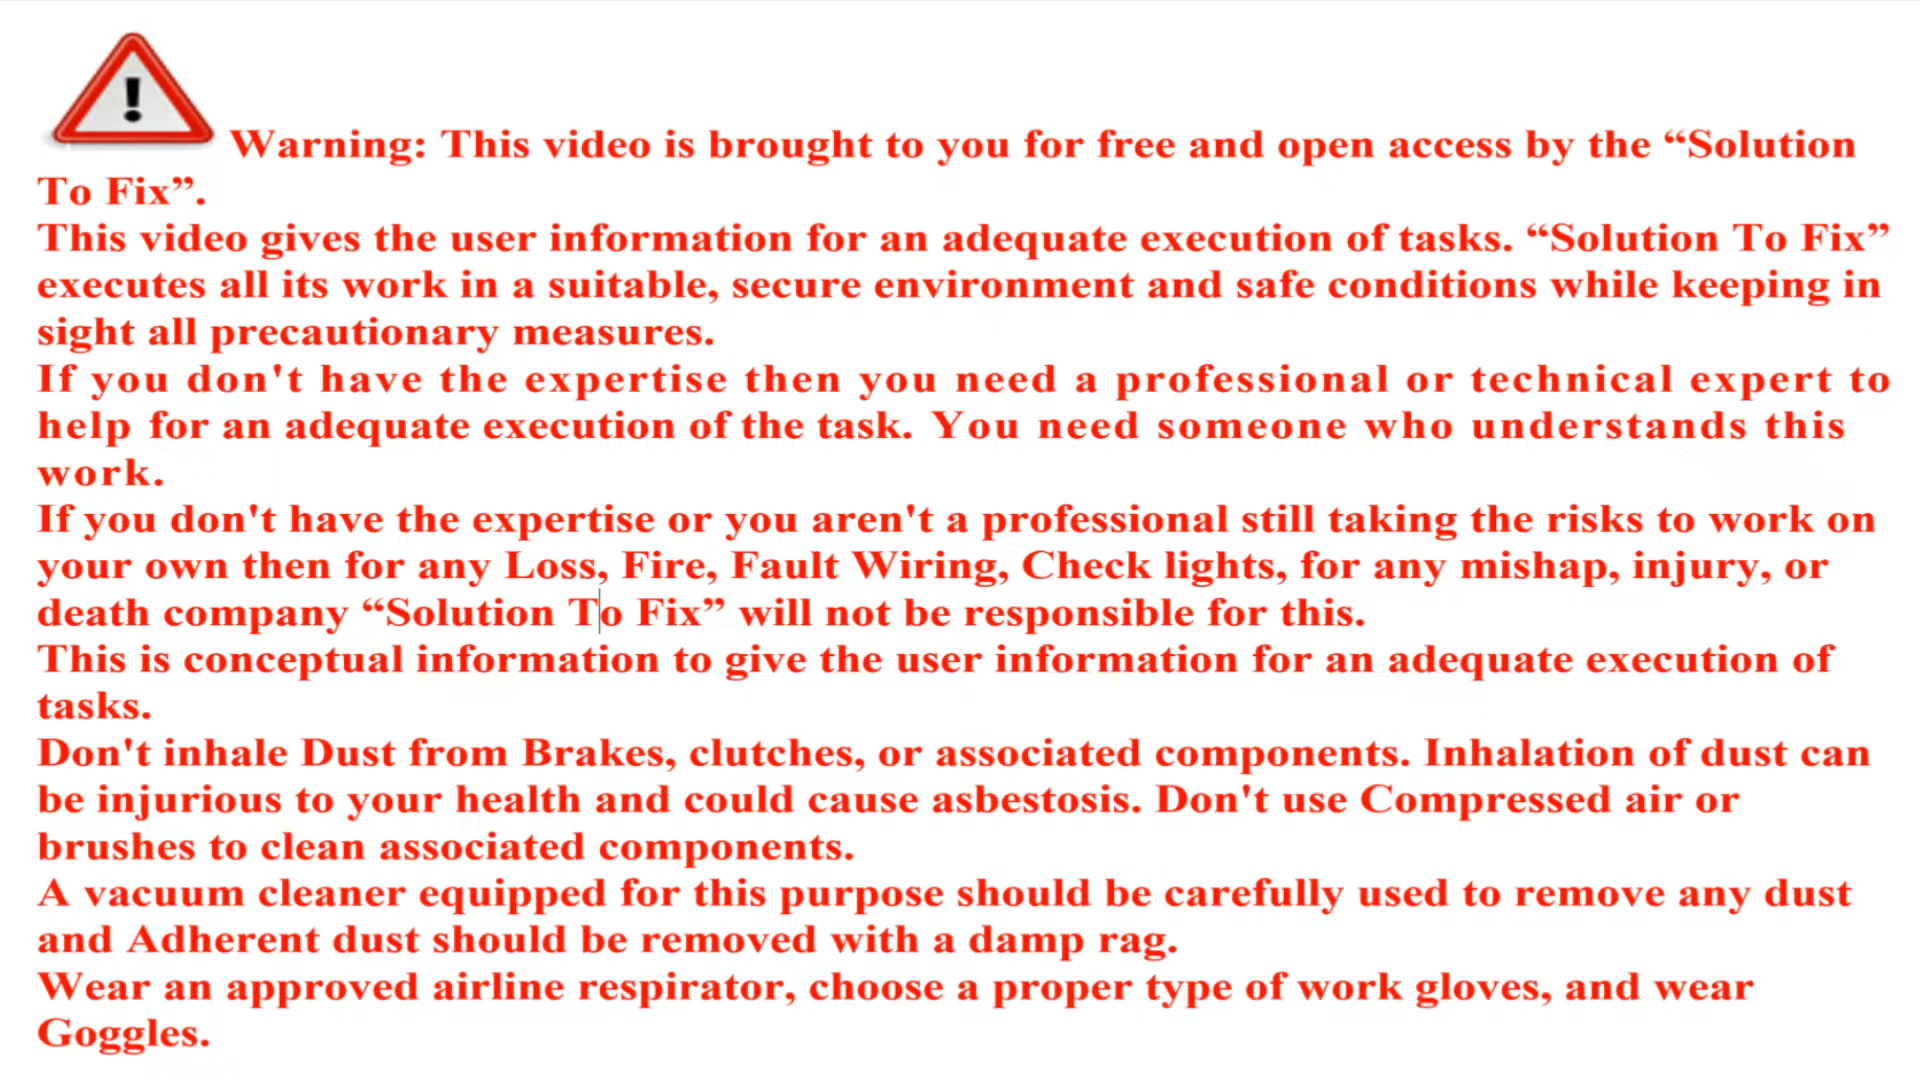 Warning: This video is brought to you for free and open access by the “Solution
To Fix”.
This video gives the user information for an adequate execution of tasks. “Solution To Fix”
executes all its work in a suitable, secure environment and safe conditions while keeping in
sight all precautionary measures.
If you don't have the expertise then you need a professional or technical expert to
help for an adequate execution of the task. You need someone who understands this
work.
If you don't have the expertise or you aren't a professional still taking the risks to work on
your own then for any Loss, Fire, Fault Wiring, Check lights, for any mishap, injury, or
death company “Solution To Fix” will not be responsible for this.
This is conceptual information to give the user information for an adequate execution of
tasks.
Don't inhale Dust from Brakes, clutches, or associated components. Inhalation of dust can
be injurious to your health and could cause asbestosis. Don't use Compressed air or
brushes to clean associated components.
A vacuum cleaner equipped for this purpose should be carefully used to remove any dust
and Adherent dust should be removed with a damp rag.
Wear an approved airline respirator, choose a proper type of work gloves, and wear
Goggles.